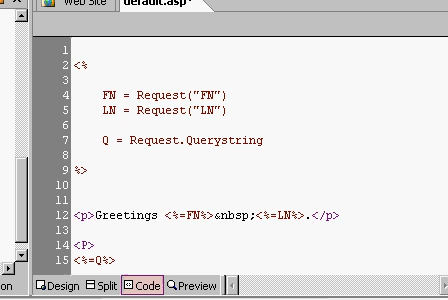 Web Site default.asp*
1
2 <%
3
4 FN = Request("FN")
5 LN = Request("LN")
6
7 Q = Request.Querystring
8
9 %>
10
11
12 <p>Greetings <%=FN%>&nbsp;<%=LN%>.</p>
13
14 <P>
15 <%=Q%>
on Design Split Code Preview